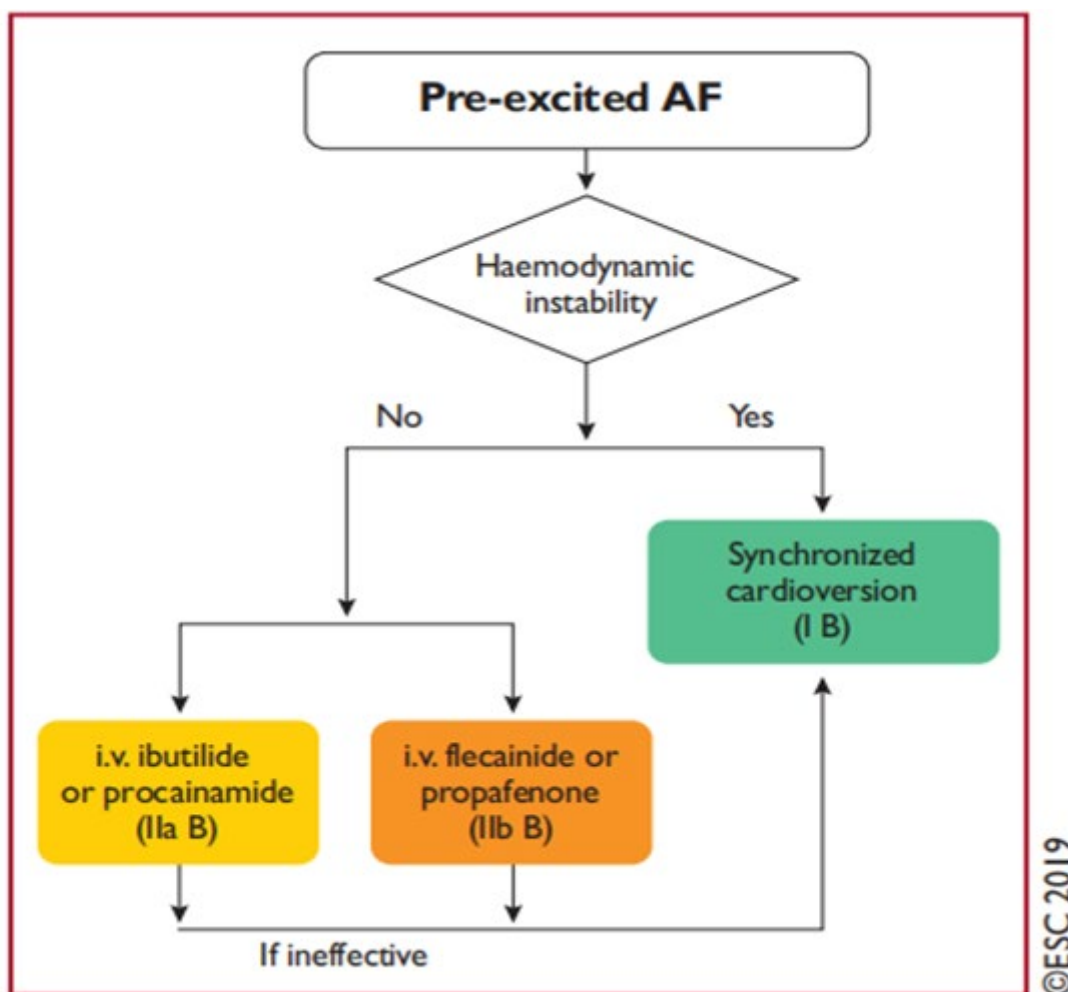 Pre-excited AF
Haemodynamic
instability
No
Yes
Synchronized
cardioversion
(I B)
i.v. ibutilide
or procainamide
(IIa B)
i.v. flecainide or
propafenone
(IIb B)
If ineffective
©ESC 2019